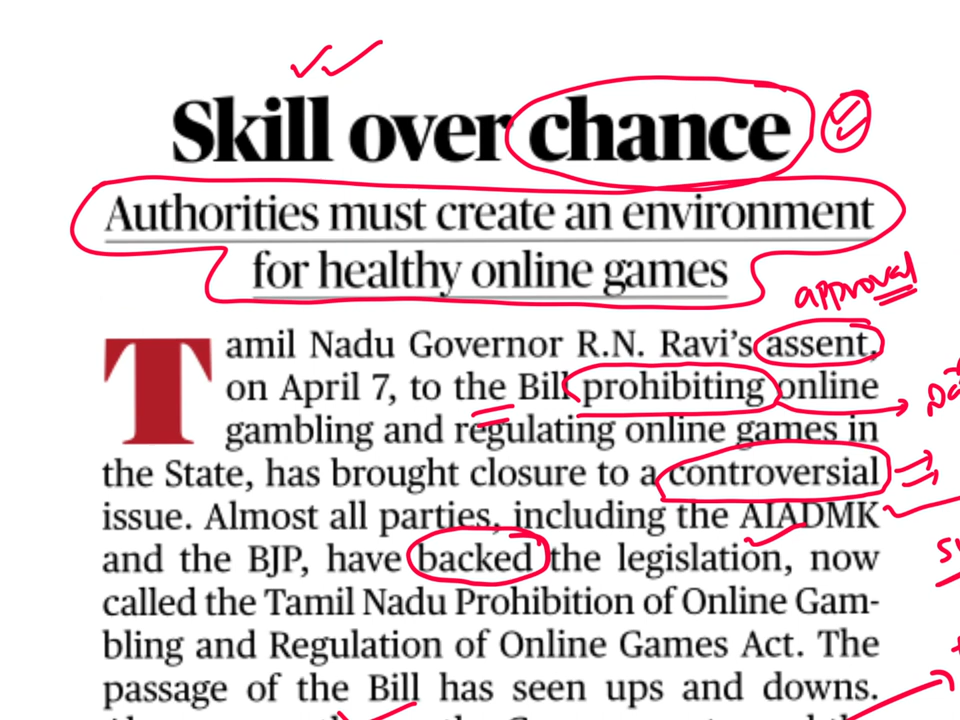 Skill over chance
Authorities must create an environment
for healthy online games
approval
Tamil Nadu Governor R.N. Ravi's assent,
on April 7, to the Bill prohibiting online
gambling and regulating online games in
the State, has brought closure to a controversial
issue. Almost all parties, including the AIADMK
and the BJP, have backed the legislation, now
called the Tamil Nadu Prohibition of Online Gam-
bling and Regulation of Online Games Act. The
passage of the Bill has seen ups and downs.